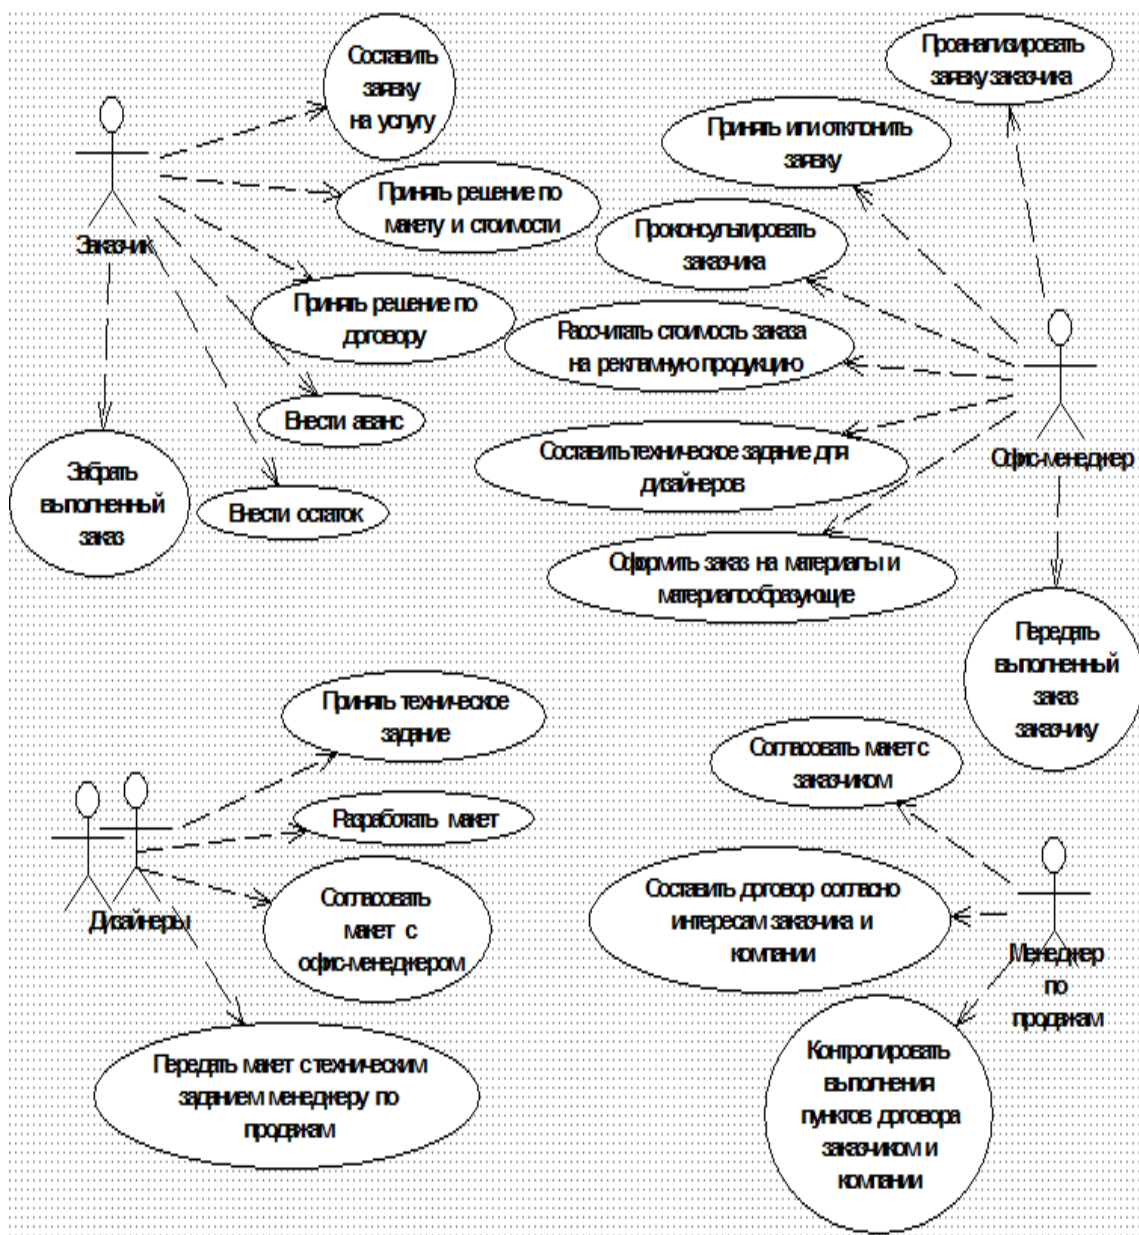 Составить
заявку
на услугу
Проанализировать
заявку заказчика
Принять или отклонить
заявку
Принять решение по
макету и стоимости
Проконсультировать
заказчика
Заказчик
Принять решение по
договору
Рассчитать стоимость заказа
на рекламную продукцию
Внести аванс
Составить техническое задание для
дизайнеров
Офис-менеджер
Забрать
выполненный
заказ
Внести остаток
Оформить заказ на материалы и
материалообразующие
Передать
выполненный
заказ
заказчику
Принять техническое
задание
Согласовать макет с
заказчиком
Разработать макет
Согласовать
макет с
офис-менеджером
Дизайнеры
Составить договор согласно
интересам заказчика и
компании
Менеджер
по
продажам
Передать макет с техническим
заданием менеджеру по
продажам
Контролировать
выполнения
пунктов договора
заказчиком и
компании